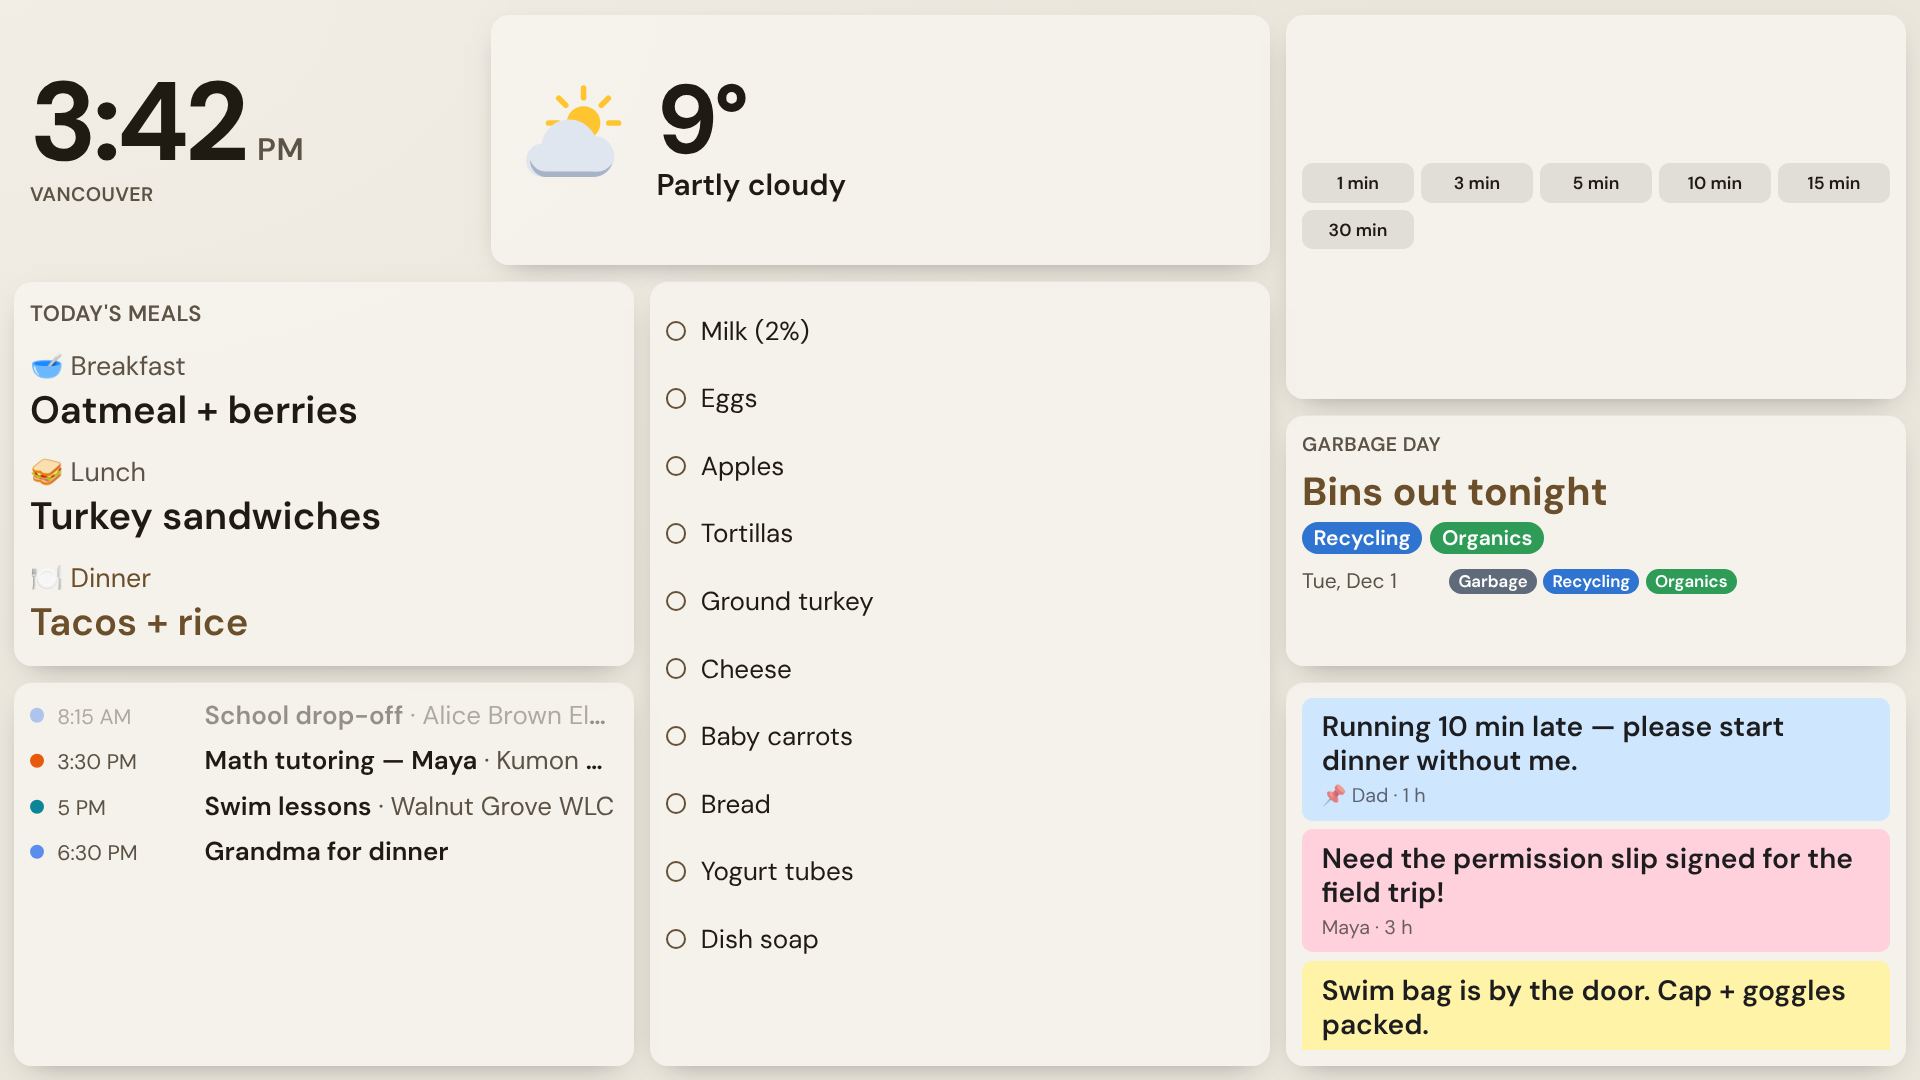 3:42 PM
VANCOUVER
9°
Partly cloudy
1 min
3 min
5 min
10 min
15 min
30 min
TODAY'S MEALS
Breakfast
Oatmeal + berries
Lunch
Turkey sandwiches
Dinner
Tacos + rice
Milk (2%)
Eggs
Apples
Tortillas
Ground turkey
Cheese
Baby carrots
Bread
Yogurt tubes
Dish soap
GARBAGE DAY
Bins out tonight
Recycling Organics
Tue, Dec 1 Garbage Recycling Organics
8:15 AM School drop-off · Alice Brown El…
3:30 PM Math tutoring — Maya · Kumon …
5 PM Swim lessons · Walnut Grove WLC
6:30 PM Grandma for dinner
Running 10 min late — please start
dinner without me.
📌 Dad · 1 h
Need the permission slip signed for the
field trip!
Maya · 3 h
Swim bag is by the door. Cap + goggles
packed.